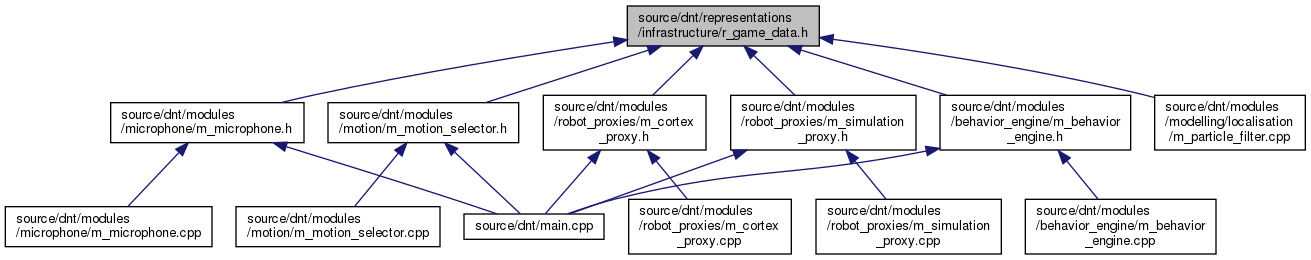 source/dnt/representations
/infrastructure/r_game_data.h
source/dnt/modules
/microphone/m_microphone.h
source/dnt/modules
/motion/m_motion_selector.h
source/dnt/modules
/robot_proxies/m_cortex
_proxy.h
source/dnt/modules
/robot_proxies/m_simulation
_proxy.h
source/dnt/modules
/behavior_engine/m_behavior
_engine.h
source/dnt/modules
/modelling/localisation
/m_particle_filter.cpp
source/dnt/modules
/microphone/m_microphone.cpp
source/dnt/modules
/motion/m_motion_selector.cpp
source/dnt/main.cpp
source/dnt/modules
/robot_proxies/m_cortex
_proxy.cpp
source/dnt/modules
/robot_proxies/m_simulation
_proxy.cpp
source/dnt/modules
/behavior_engine/m_behavior
_engine.cpp